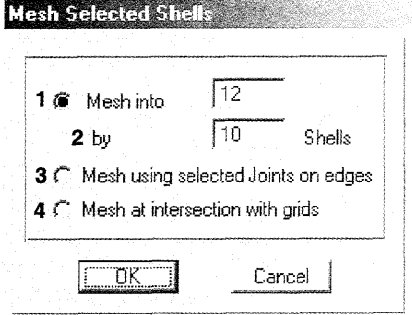 Mesh Selected Shells
1 Mesh into 12
2 by 10 Shells
3 Mesh using selected Joints on edges
4 Mesh at intersection with grids
OK Cancel